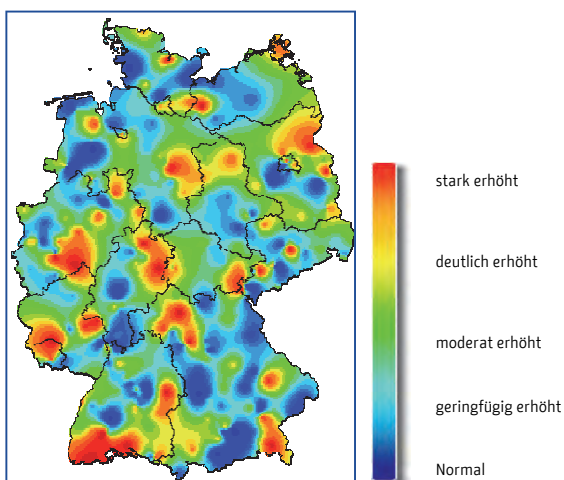 stark erhöht
deutlich erhöht
moderat erhöht
geringfügig erhöht
Normal